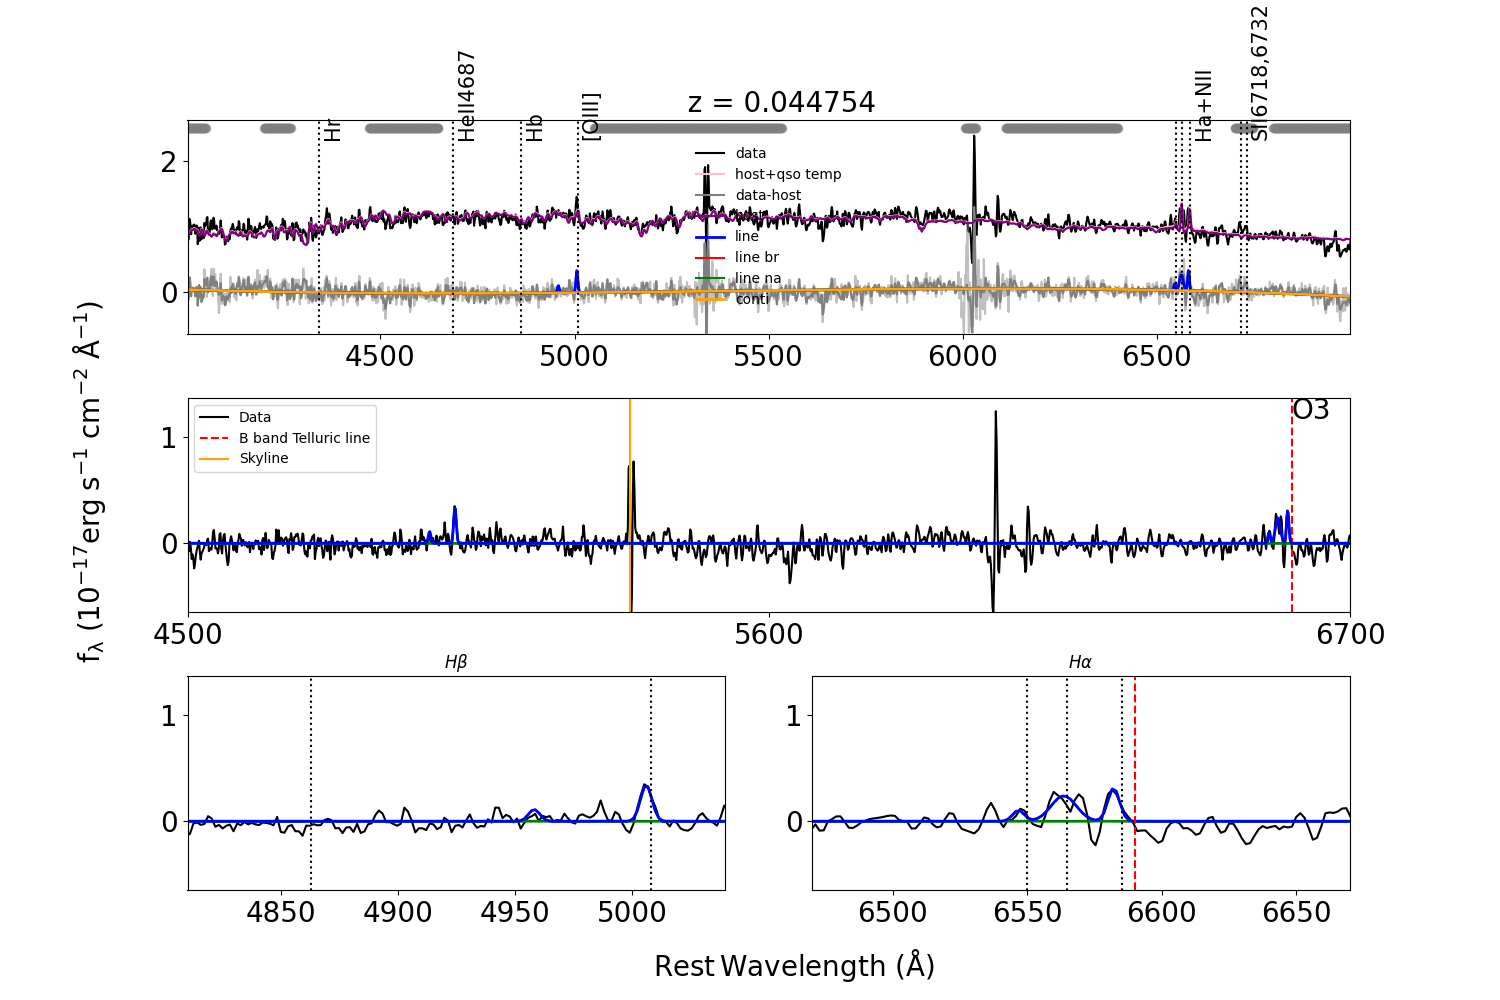 Hr
HeII4687
Hb
[OIII]
Ha+NII
SII6718,6732
z = 0.044754
data
host+qso temp
data-host
line
line br
line na
conti
2
0
4500
5000
5500
6000
6500
fλ (10−17erg s−1 cm−2 Å−1)
Data
B band Telluric line
Skyline
O3
1
0
4500
5600
6700
Hβ
1
0
4850
4900
4950
5000
Hα
1
0
6500
6550
6600
6650
Rest Wavelength (Å)